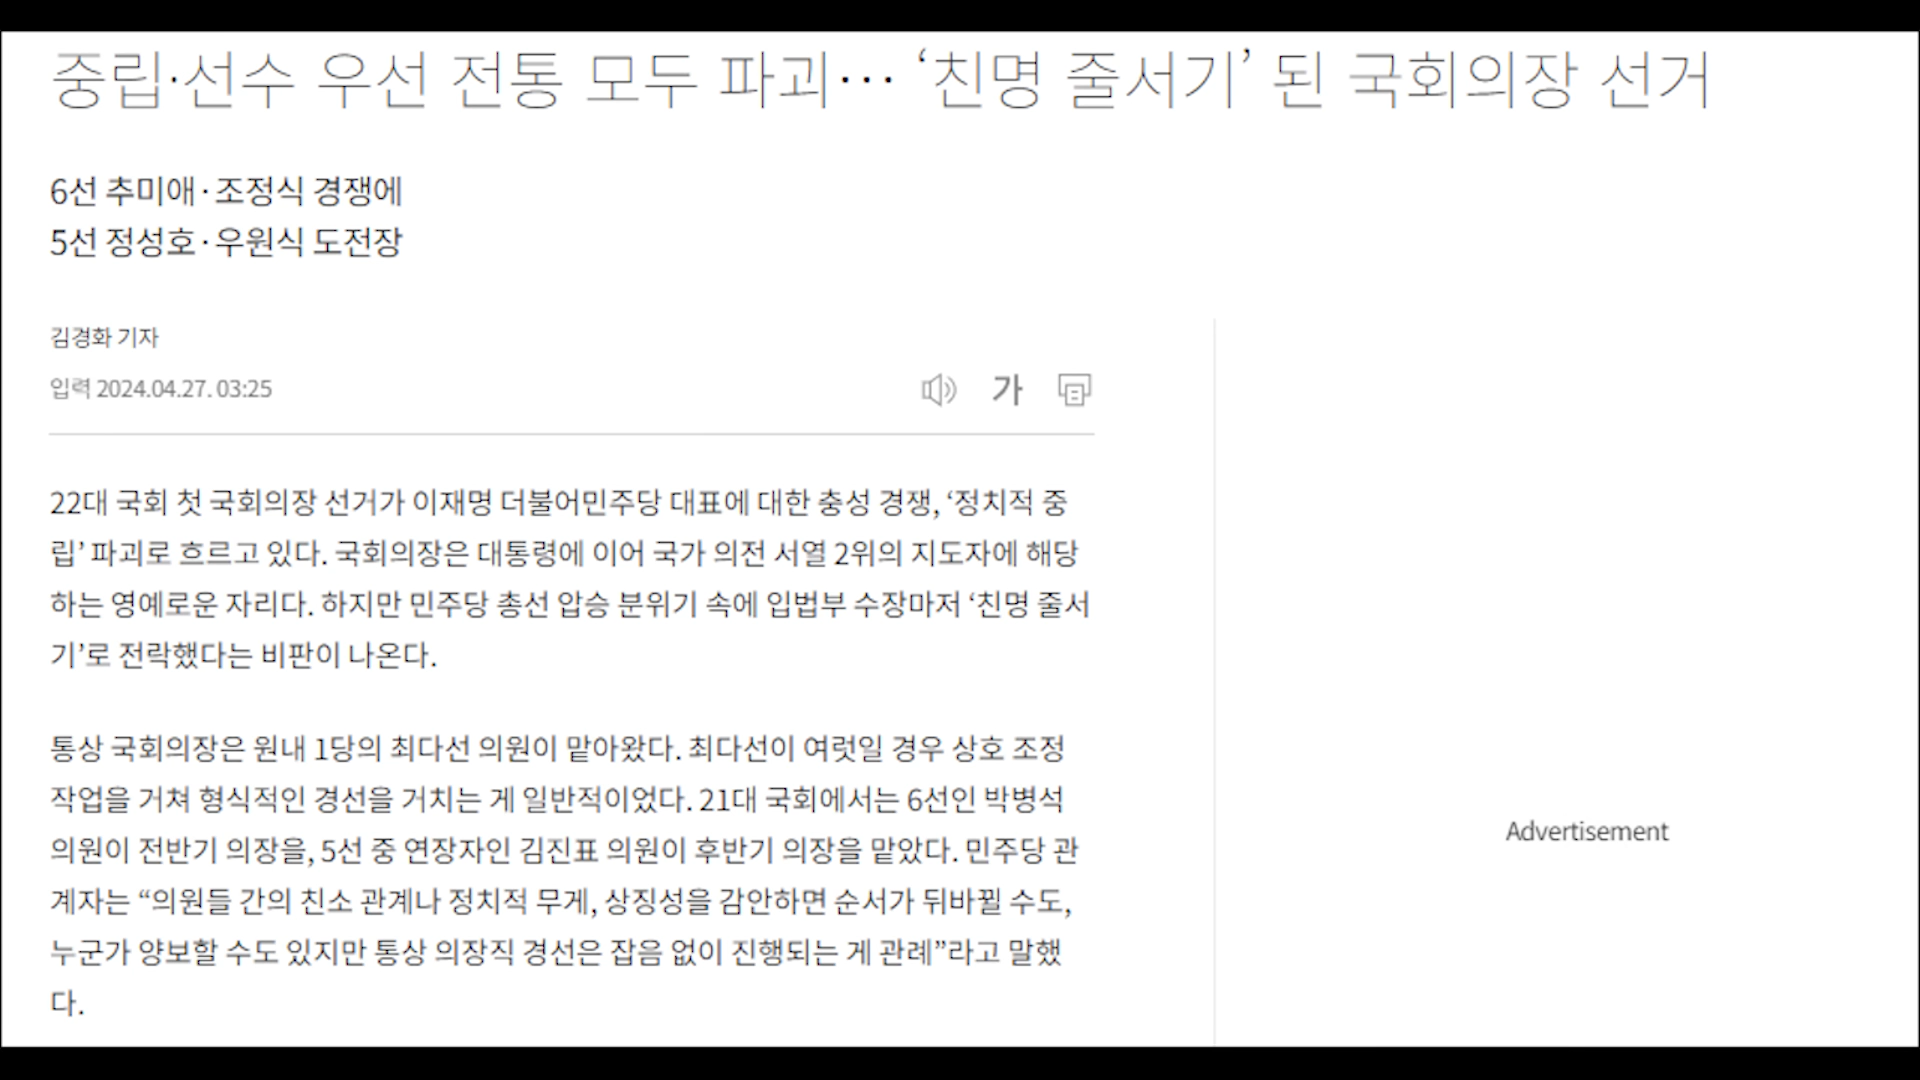 중립·선수 우선 전통 모두 파괴… ‘친명 줄서기’ 된 국회의장 선거
6선 추미애·조정식 경쟁에
5선 정성호·우원식 도전장
김경화 기자
입력 2024.04.27. 03:25
가
22대 국회 첫 국회의장 선거가 이재명 더불어민주당 대표에 대한 충성 경쟁, ‘정치적 중
립’ 파괴로 흐르고 있다. 국회의장은 대통령에 이어 국가 의전 서열 2위의 지도자에 해당
하는 영예로운 자리다. 하지만 민주당 총선 압승 분위기 속에 입법부 수장마저 ‘친명 줄서
기’로 전락했다는 비판이 나온다.
통상 국회의장은 원내 1당의 최다선 의원이 맡아왔다. 최다선이 여럿일 경우 상호 조정
작업을 거쳐 형식적인 경선을 거치는 게 일반적이었다. 21대 국회에서는 6선인 박병석
의원이 전반기 의장을, 5선 중 연장자인 김진표 의원이 후반기 의장을 맡았다. 민주당 관
계자는 “의원들 간의 친소 관계나 정치적 무게, 상징성을 감안하면 순서가 뒤바뀔 수도,
누군가 양보할 수도 있지만 통상 의장직 경선은 잡음 없이 진행되는 게 관례”라고 말했
다.
Advertisement